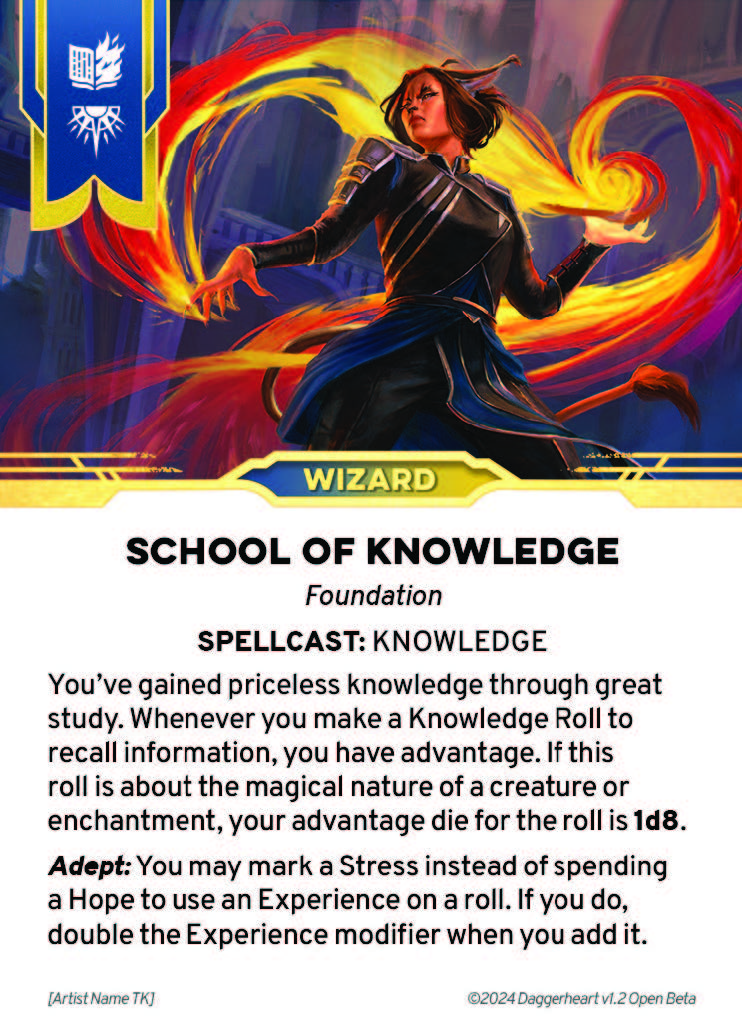 WIZARD
SCHOOL OF KNOWLEDGE
Foundation
SPELLCAST: KNOWLEDGE
You’ve gained priceless knowledge through great
study. Whenever you make a Knowledge Roll to
recall information, you have advantage. If this
roll is about the magical nature of a creature or
enchantment, your advantage die for the roll is 1d8.
Adept: You may mark a Stress instead of spending
a Hope to use an Experience on a roll. If you do,
double the Experience modifier when you add it.
[Artist Name TK]
©2024 Daggerheart v1.2 Open Beta